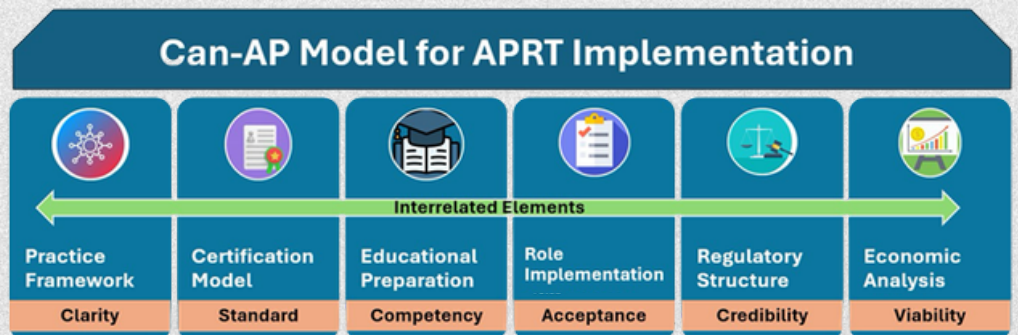 Can-AP Model for APRT Implementation
Interrelated Elements
Practice
Framework
Certification
Model
Educational
Preparation
Role
Implementation
Regulatory
Structure
Economic
Analysis
Clarity
Standard
Competency
Acceptance
Credibility
Viability